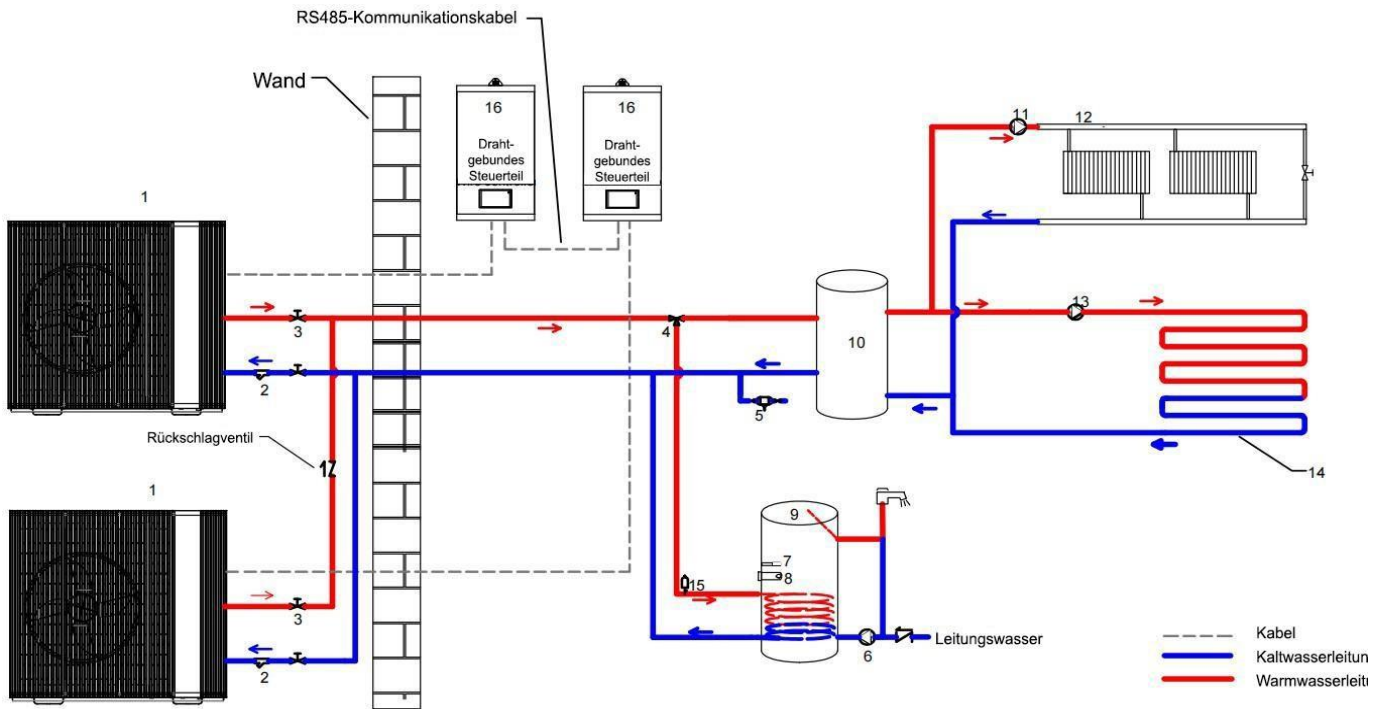 RS485-Kommunikationskabel
Wand
16
16
Draht-
gebundes
Steuerteil
Draht-
gebundes
Steuerteil
11
12
1
3
4
10
13
2
5
Rückschlagventil
14
1
9
7
8
15
3
6
Leitungswasser
2
Kabel
Kaltwasserleitun
Warmwasserleitu